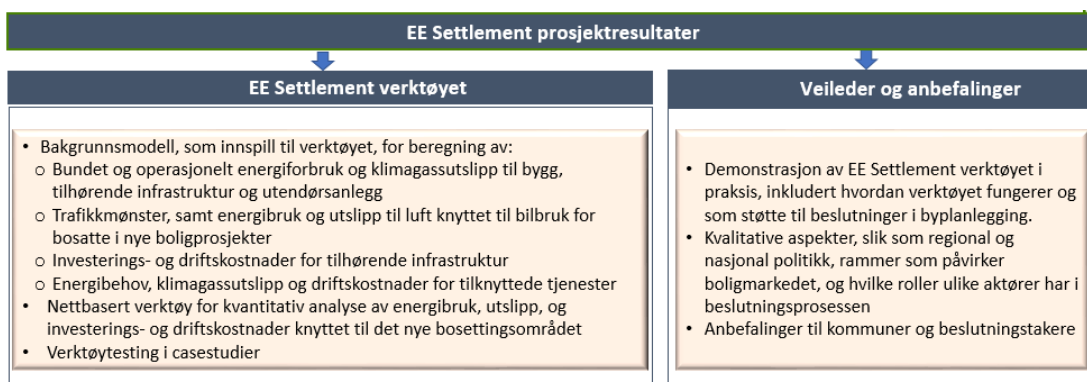 EE Settlement prosjektresultater
EE Settlement verktøyet
• Bakgrunnsmodell, som innspill til verktøyet, for beregning av:
o Bundet og operasjonelt energiforbruk og klimagassutslipp til bygg,
tilhørende infrastruktur og utendørsanlegg
o Trafikkmønster, samt energibruk og utslipp til luft knyttet til bilbruk for
bosatte i nye boligprosjekter
o Investerings- og driftskostnader for tilhørende infrastruktur
o Energibehov, klimagassutslipp og driftskostnader for tilknyttede tjenester
• Nettbasert verktøy for kvantitativ analyse av energibruk, utslipp, og
investerings- og driftskostnader knyttet til det nye bosettingsområdet
• Verktøytesting i casestudier
Veileder og anbefalinger
• Demonstrasjon av EE Settlement verktøyet i
praksis, inkludert hvordan verktøyet fungerer og
som støtte til beslutninger i byplanlegging.
• Kvalitative aspekter, slik som regional og
nasjonal politikk, rammer som påvirker
boligmarkedet, og hvilke roller ulike aktører har i
beslutningsprosessen
• Anbefalinger til kommuner og beslutningstakere